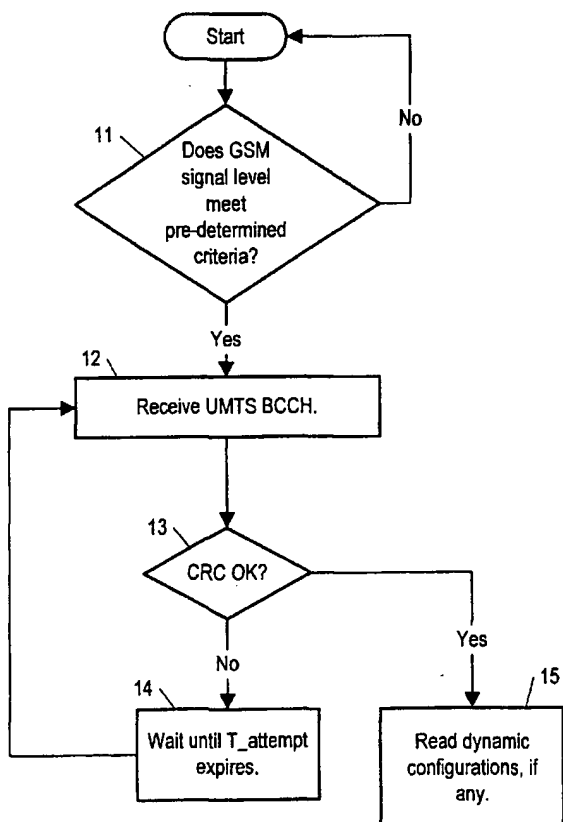 Start
No
11
Does GSM
signal level
meet
pre-determined
criteria?
Yes
12
Receive UMTS BCCH.
13
CRC OK?
Yes
No
14
15
Wait until T_attempt
expires.
Read dynamic
configurations, if
any.